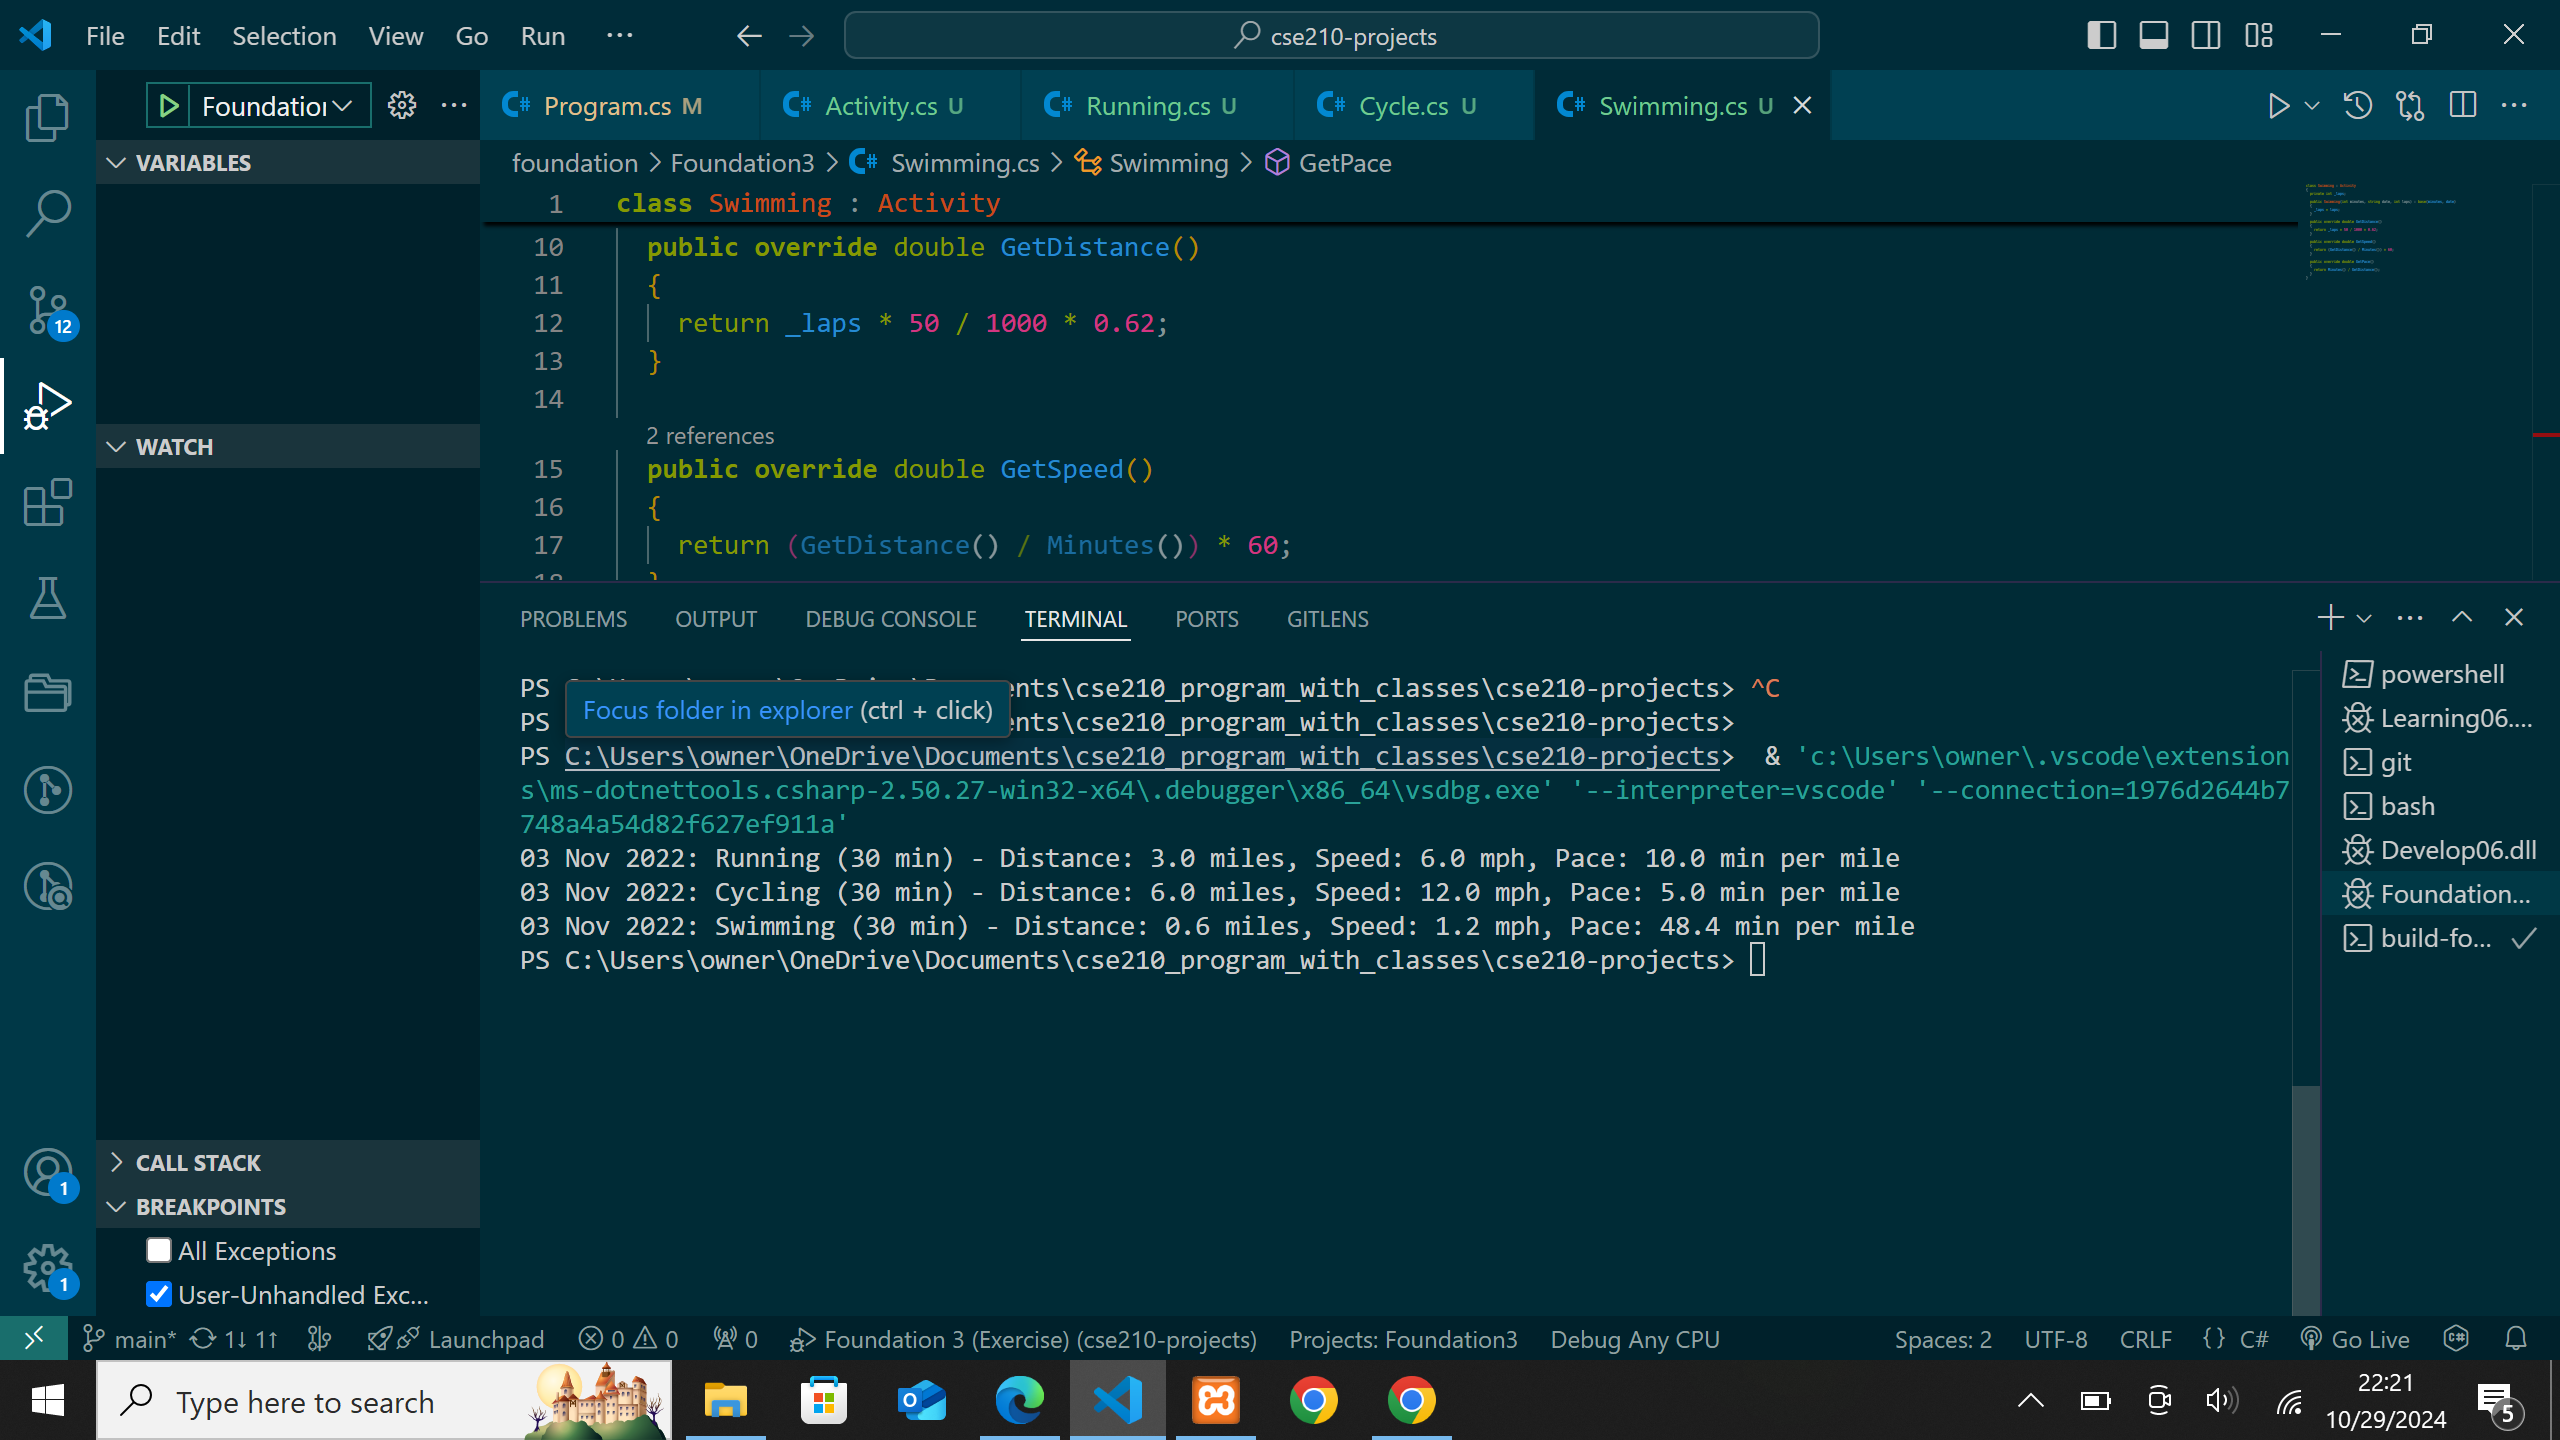 File Edit Selection View Go Run ··· cse210-projects
Foundation
Program.cs M Activity.cs U Running.cs U Cycle.cs U Swimming.cs U
VARIABLES
foundation > Foundation3 > Swimming.cs > Swimming > GetPace
1 class Swimming : Activity
10 public override double GetDistance()
11 {
12 return _laps * 50 / 1000 * 0.62;
13 }
14
2 references
15 public override double GetSpeed()
16 {
17 return (GetDistance() / Minutes()) * 60;
18 }
12
WATCH
PROBLEMS OUTPUT DEBUG CONSOLE TERMINAL PORTS GITLENS
PS nts\cse210_program_with_classes\cse210-projects> ^C
Focus folder in explorer (ctrl + click)
PS nts\cse210_program_with_classes\cse210-projects>
PS C:\Users\owner\OneDrive\Documents\cse210_program_with_classes\cse210-projects> & 'c:\Users\owner\.vscode\extension
s\ms-dotnettools.csharp-2.50.27-win32-x64\.debugger\x86_64\vsdbg.exe' '--interpreter=vscode' '--connection=1976d2644b7
748a4a54d82f627ef911a'
03 Nov 2022: Running (30 min) - Distance: 3.0 miles, Speed: 6.0 mph, Pace: 10.0 min per mile
03 Nov 2022: Cycling (30 min) - Distance: 6.0 miles, Speed: 12.0 mph, Pace: 5.0 min per mile
03 Nov 2022: Swimming (30 min) - Distance: 0.6 miles, Speed: 1.2 mph, Pace: 48.4 min per mile
PS C:\Users\owner\OneDrive\Documents\cse210_program_with_classes\cse210-projects>
powershell
Learning06....
git
bash
Develop06.dll
Foundation...
build-fo...
CALL STACK
BREAKPOINTS
All Exceptions
User-Unhandled Exc...
1
1
main* 1↓ 1↑ Launchpad 0 0 0 Foundation 3 (Exercise) (cse210-projects) Projects: Foundation3 Debug Any CPU Spaces: 2 UTF-8 CRLF {} C# Go Live
Type here to search
22:21
10/29/2024
5